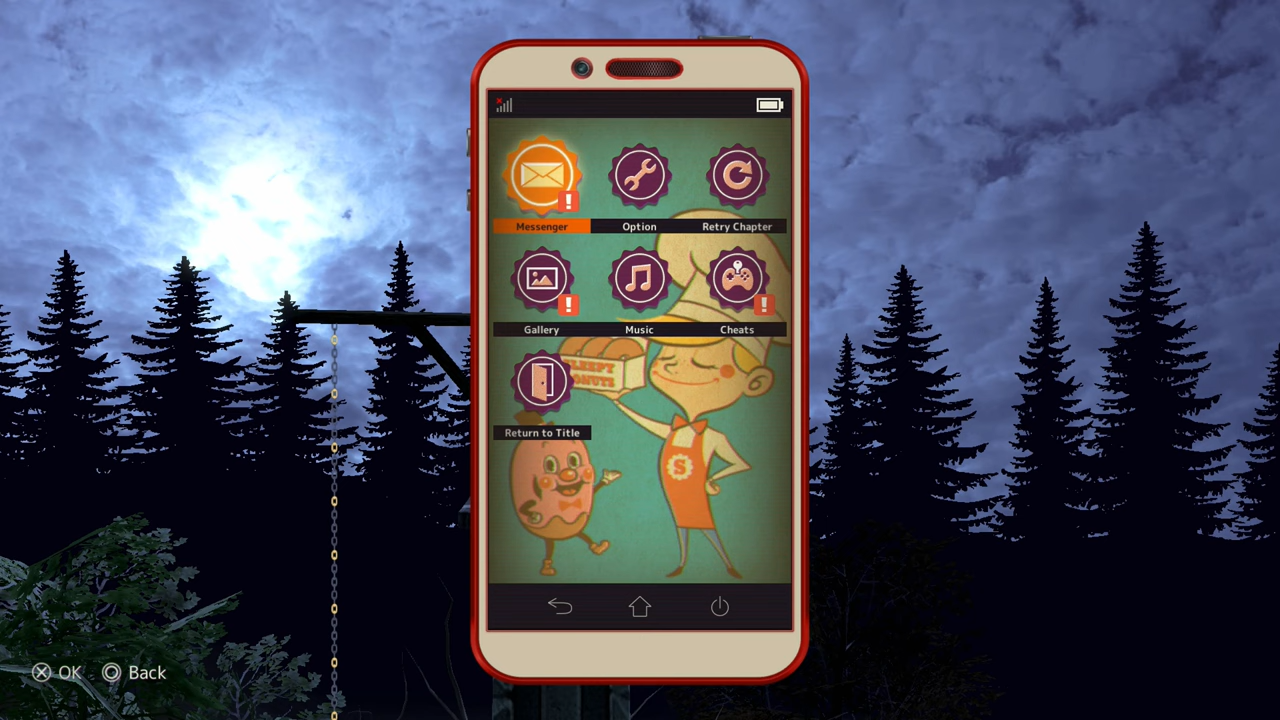 Messenger
Option
Retry Chapter
Gallery
Music
Cheats
Return to Title
S
OK
Back